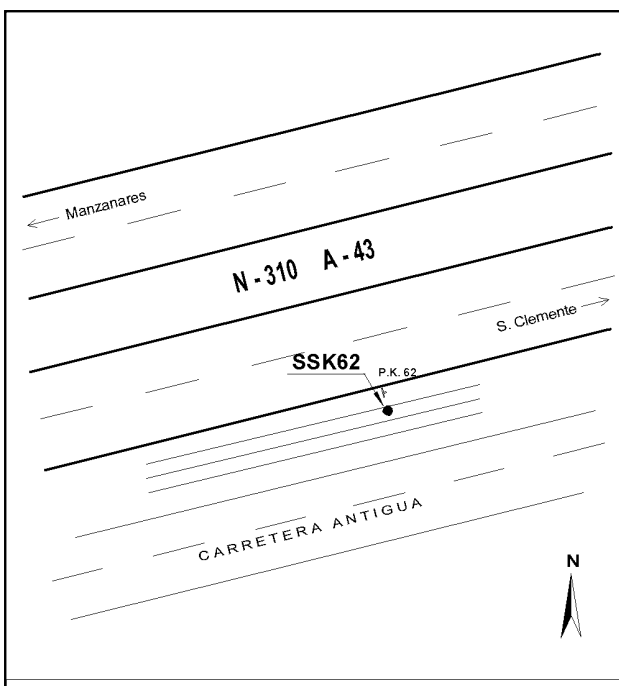 Manzanares
N - 310 A - 43
S. Clemente
SSK62
P.K. 62
CARRETERA ANTIGUA
N